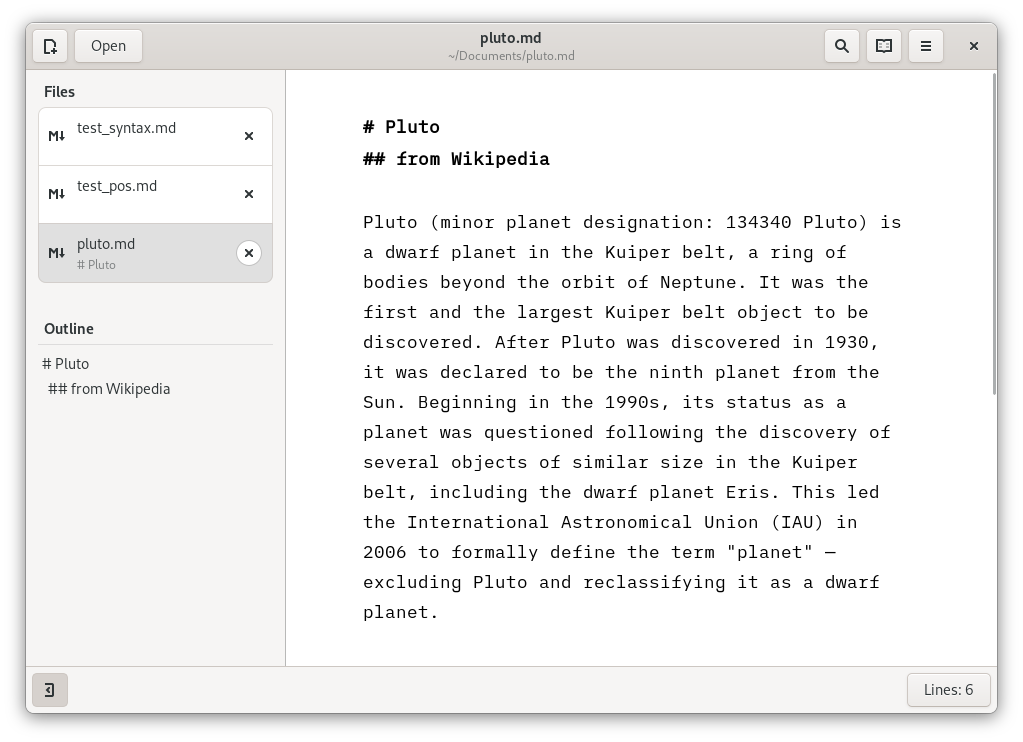 Open
pluto.md
~/Documents/pluto.md
Files
test_syntax.md
test_pos.md
pluto.md
# Pluto
Outline
# Pluto
## from Wikipedia
# Pluto
## from Wikipedia
Pluto (minor planet designation: 134340 Pluto) is
a dwarf planet in the Kuiper belt, a ring of
bodies beyond the orbit of Neptune. It was the
first and the largest Kuiper belt object to be
discovered. After Pluto was discovered in 1930,
it was declared to be the ninth planet from the
Sun. Beginning in the 1990s, its status as a
planet was questioned following the discovery of
several objects of similar size in the Kuiper
belt, including the dwarf planet Eris. This led
the International Astronomical Union (IAU) in
2006 to formally define the term "planet" —
excluding Pluto and reclassifying it as a dwarf
planet.
Lines: 6